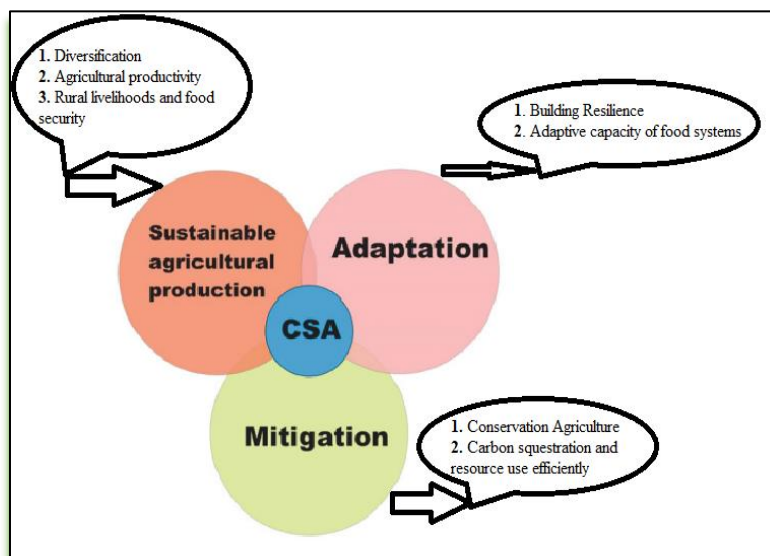 1. Diversification
2. Agricultural productivity
3. Rural livelihoods and food
security
1. Building Resilience
2. Adaptive capacity of food systems
Sustainable
agricultural
production
Adaptation
CSA
Mitigation
1. Conservation Agriculture
2. Carbon squestration and
resource use efficiently